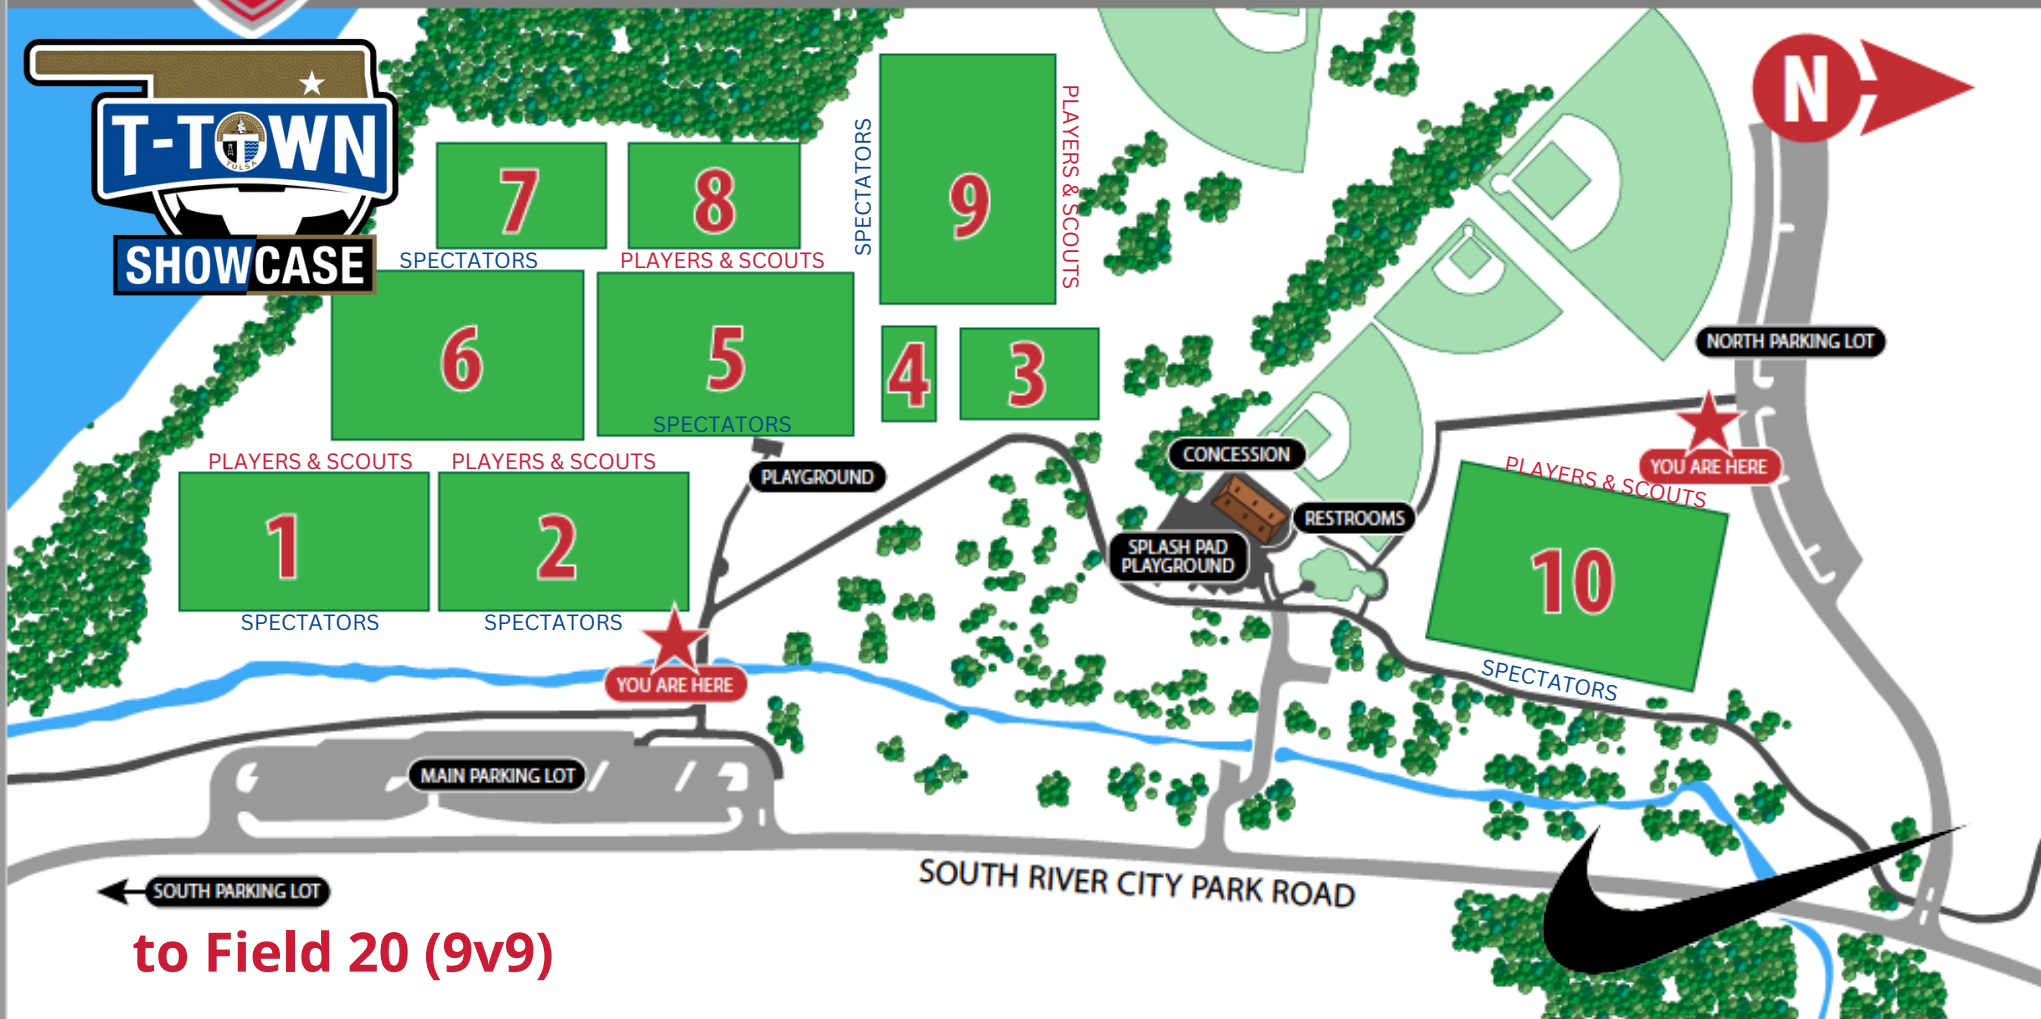 T-TOWN
TULSA
SHOWCASE
N
7
8
9
SPECTATORS
PLAYERS & SCOUTS
SPECTATORS
PLAYERS & SCOUTS
6
5
4
3
SPECTATORS
NORTH PARKING LOT
YOU ARE HERE
PLAYERS & SCOUTS
PLAYERS & SCOUTS
PLAYGROUND
CONCESSION
RESTROOMS
SPLASH PAD
PLAYGROUND
PLAYERS & SCOUTS
1
2
10
SPECTATORS
SPECTATORS
SPECTATORS
YOU ARE HERE
MAIN PARKING LOT
SOUTH RIVER CITY PARK ROAD
SOUTH PARKING LOT
to Field 20 (9v9)